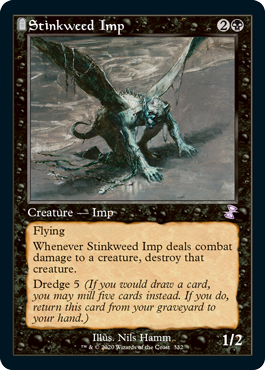 Stinkweed Imp 2
Creature — Imp
Flying
Whenever Stinkweed Imp deals combat
damage to a creature, destroy that
creature.
Dredge 5 (If you would draw a card,
you may mill five cards instead. If you do,
return this card from your graveyard to
your hand.)
Illus. Nils Hamm
™ & © 2020 Wizards of the Coast 332
1/2